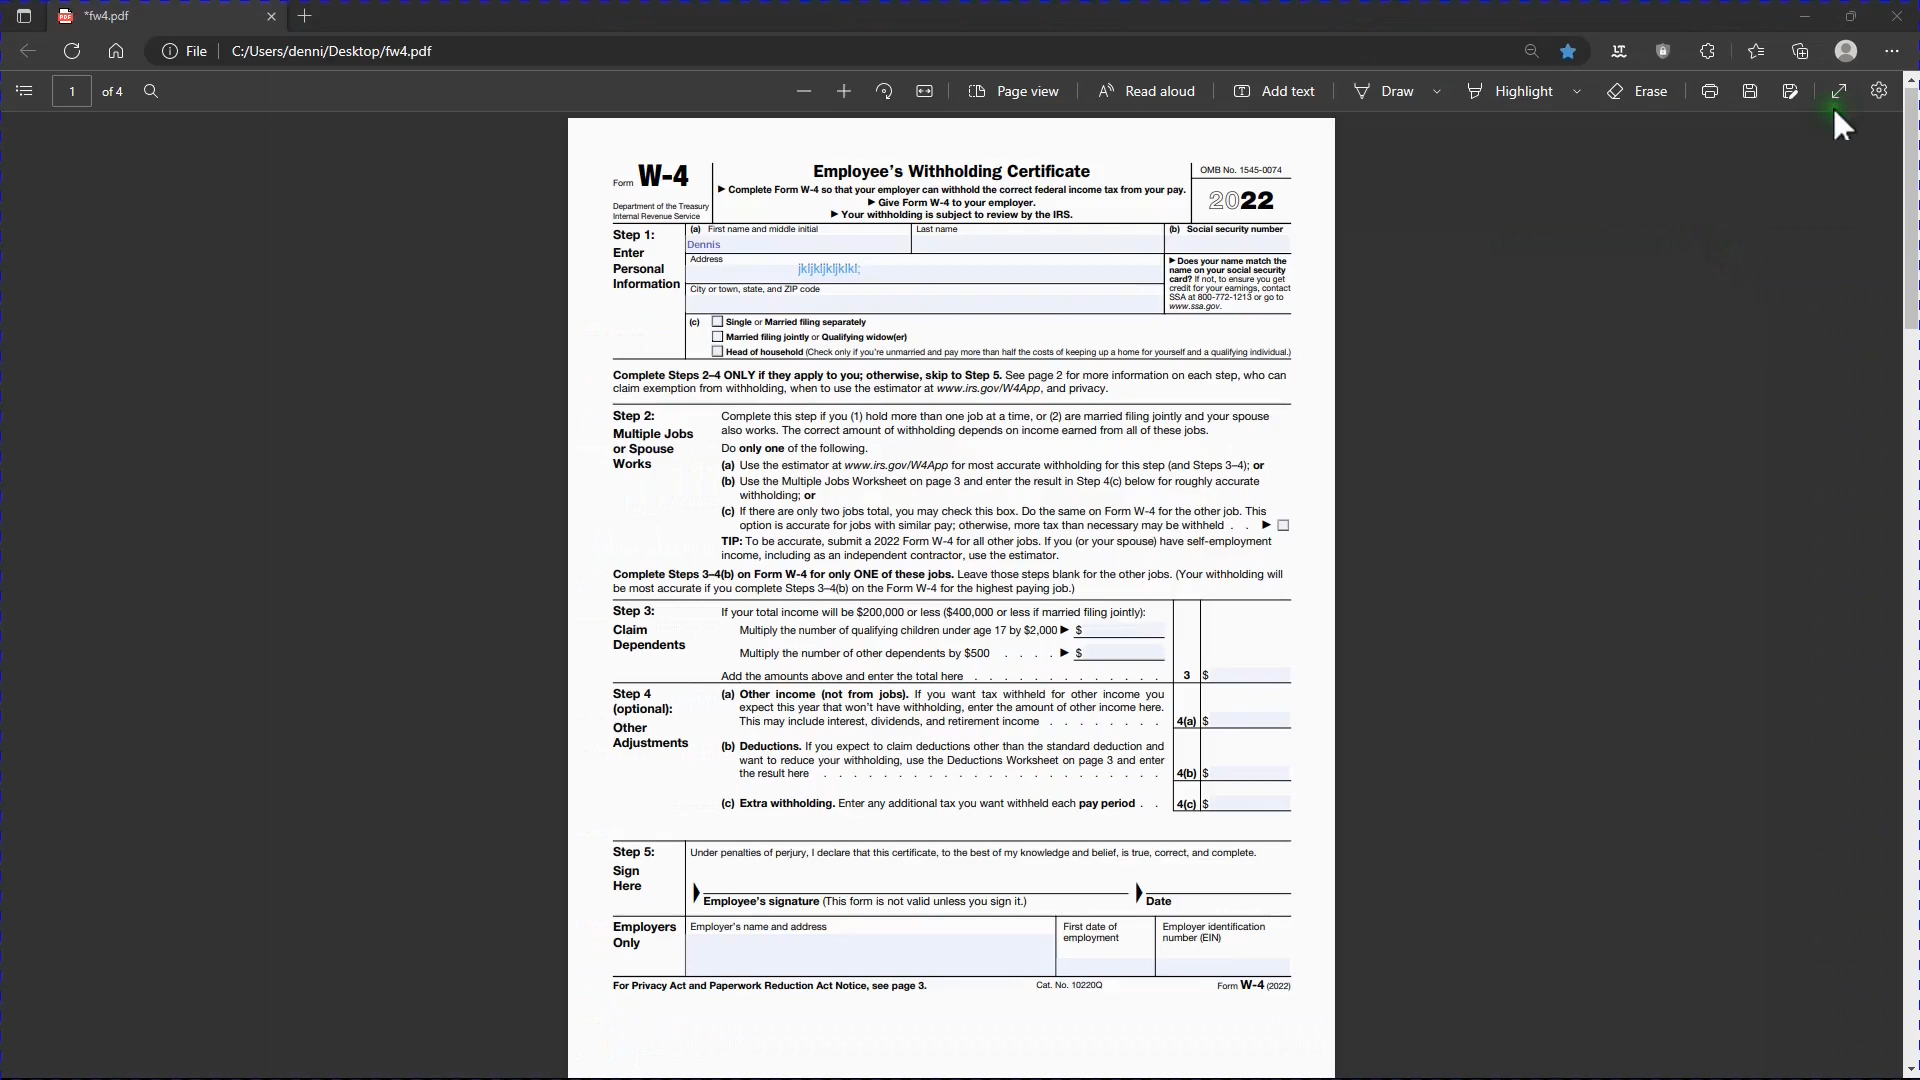 *fw4.pdf
File C:/Users/denni/Desktop/fw4.pdf
1 of 4 Page view Read aloud Add text Draw Highlight Erase
Form W-4
Department of the Treasury
Internal Revenue Service
Employee's Withholding Certificate
▶ Complete Form W-4 so that your employer can withhold the correct federal income tax from your pay.
▶ Give Form W-4 to your employer.
▶ Your withholding is subject to review by the IRS.
OMB No. 1545-0074
2022
Step 1:
Enter
Personal
Information
(a) First name and middle initial
Dennis
Last name
(b) Social security number
Address
jkljkljkljklkl;
City or town, state, and ZIP code
▶ Does your name match the
name on your social security
card? If not, to ensure you get
credit for your earnings, contact
SSA at 800-772-1213 or go to
www.ssa.gov.
(c) Single or Married filing separately
Married filing jointly or Qualifying widow(er)
Head of household (Check only if you're unmarried and pay more than half the costs of keeping up a home for yourself and a qualifying individual.)
Complete Steps 2–4 ONLY if they apply to you; otherwise, skip to Step 5. See page 2 for more information on each step, who can
claim exemption from withholding, when to use the estimator at www.irs.gov/W4App, and privacy.
Step 2:
Multiple Jobs
or Spouse
Works
Complete this step if you (1) hold more than one job at a time, or (2) are married filing jointly and your spouse
also works. The correct amount of withholding depends on income earned from all of these jobs.
Do only one of the following.
(a) Use the estimator at www.irs.gov/W4App for most accurate withholding for this step (and Steps 3–4); or
(b) Use the Multiple Jobs Worksheet on page 3 and enter the result in Step 4(c) below for roughly accurate
withholding; or
(c) If there are only two jobs total, you may check this box. Do the same on Form W-4 for the other job. This
option is accurate for jobs with similar pay; otherwise, more tax than necessary may be withheld . . ▶
TIP: To be accurate, submit a 2022 Form W-4 for all other jobs. If you (or your spouse) have self-employment
income, including as an independent contractor, use the estimator.
Complete Steps 3–4(b) on Form W-4 for only ONE of these jobs. Leave those steps blank for the other jobs. (Your withholding will
be most accurate if you complete Steps 3–4(b) on the Form W-4 for the highest paying job.)
Step 3:
Claim
Dependents
If your total income will be $200,000 or less ($400,000 or less if married filing jointly):
Multiply the number of qualifying children under age 17 by $2,000 ▶ $
Multiply the number of other dependents by $500 . . . . ▶ $
Add the amounts above and enter the total here . . . . . . . . . . . . 3 $
Step 4
(optional):
Other
Adjustments
(a) Other income (not from jobs). If you want tax withheld for other income you
expect this year that won't have withholding, enter the amount of other income here.
This may include interest, dividends, and retirement income . . . . . . . . 4(a) $
(b) Deductions. If you expect to claim deductions other than the standard deduction and
want to reduce your withholding, use the Deductions Worksheet on page 3 and enter
the result here . . . . . . . . . . . . . . . . . . . . . . 4(b) $
(c) Extra withholding. Enter any additional tax you want withheld each pay period . . 4(c) $
Step 5:
Sign
Here
Under penalties of perjury, I declare that this certificate, to the best of my knowledge and belief, is true, correct, and complete.
Employee's signature (This form is not valid unless you sign it.)
Date
Employers
Only
Employer's name and address
First date of
employment
Employer identification
number (EIN)
For Privacy Act and Paperwork Reduction Act Notice, see page 3. Cat. No. 10220Q Form W-4 (2022)